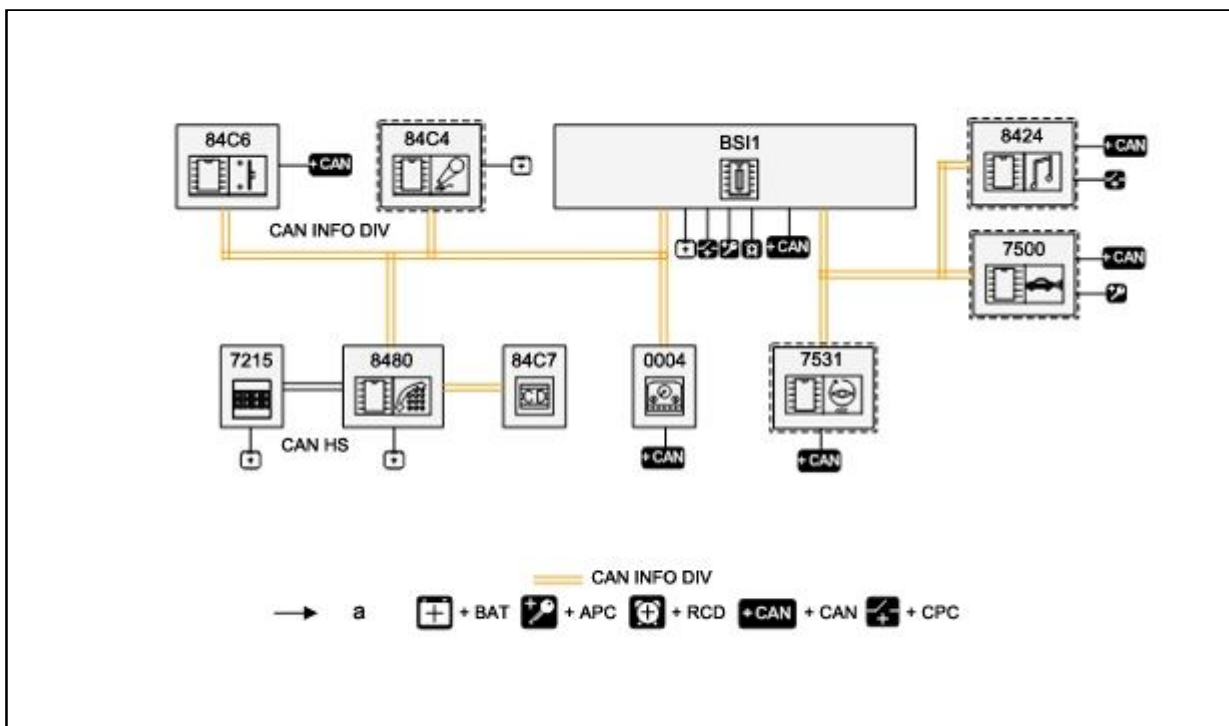 84C6
84C4
BSI1
8424
+CAN
+CAN
CAN INFO DIV
+CAN
7500
+CAN
7215
8480
84C7
0004
7531
CD
CAN HS
+CAN
+CAN
CAN INFO DIV
a + BAT + APC + RCD +CAN + CAN + CPC